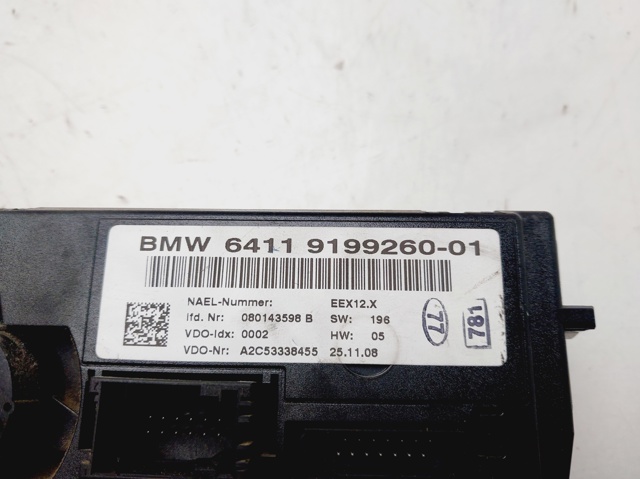 BMW 6411 9199260-01
NAEL-Nummer: EEX12.X
lfd. Nr: 080143598 B SW: 196
VDO-Idx: 0002 HW: 05
VDO-Nr: A2C53338455 25.11.08
77
781